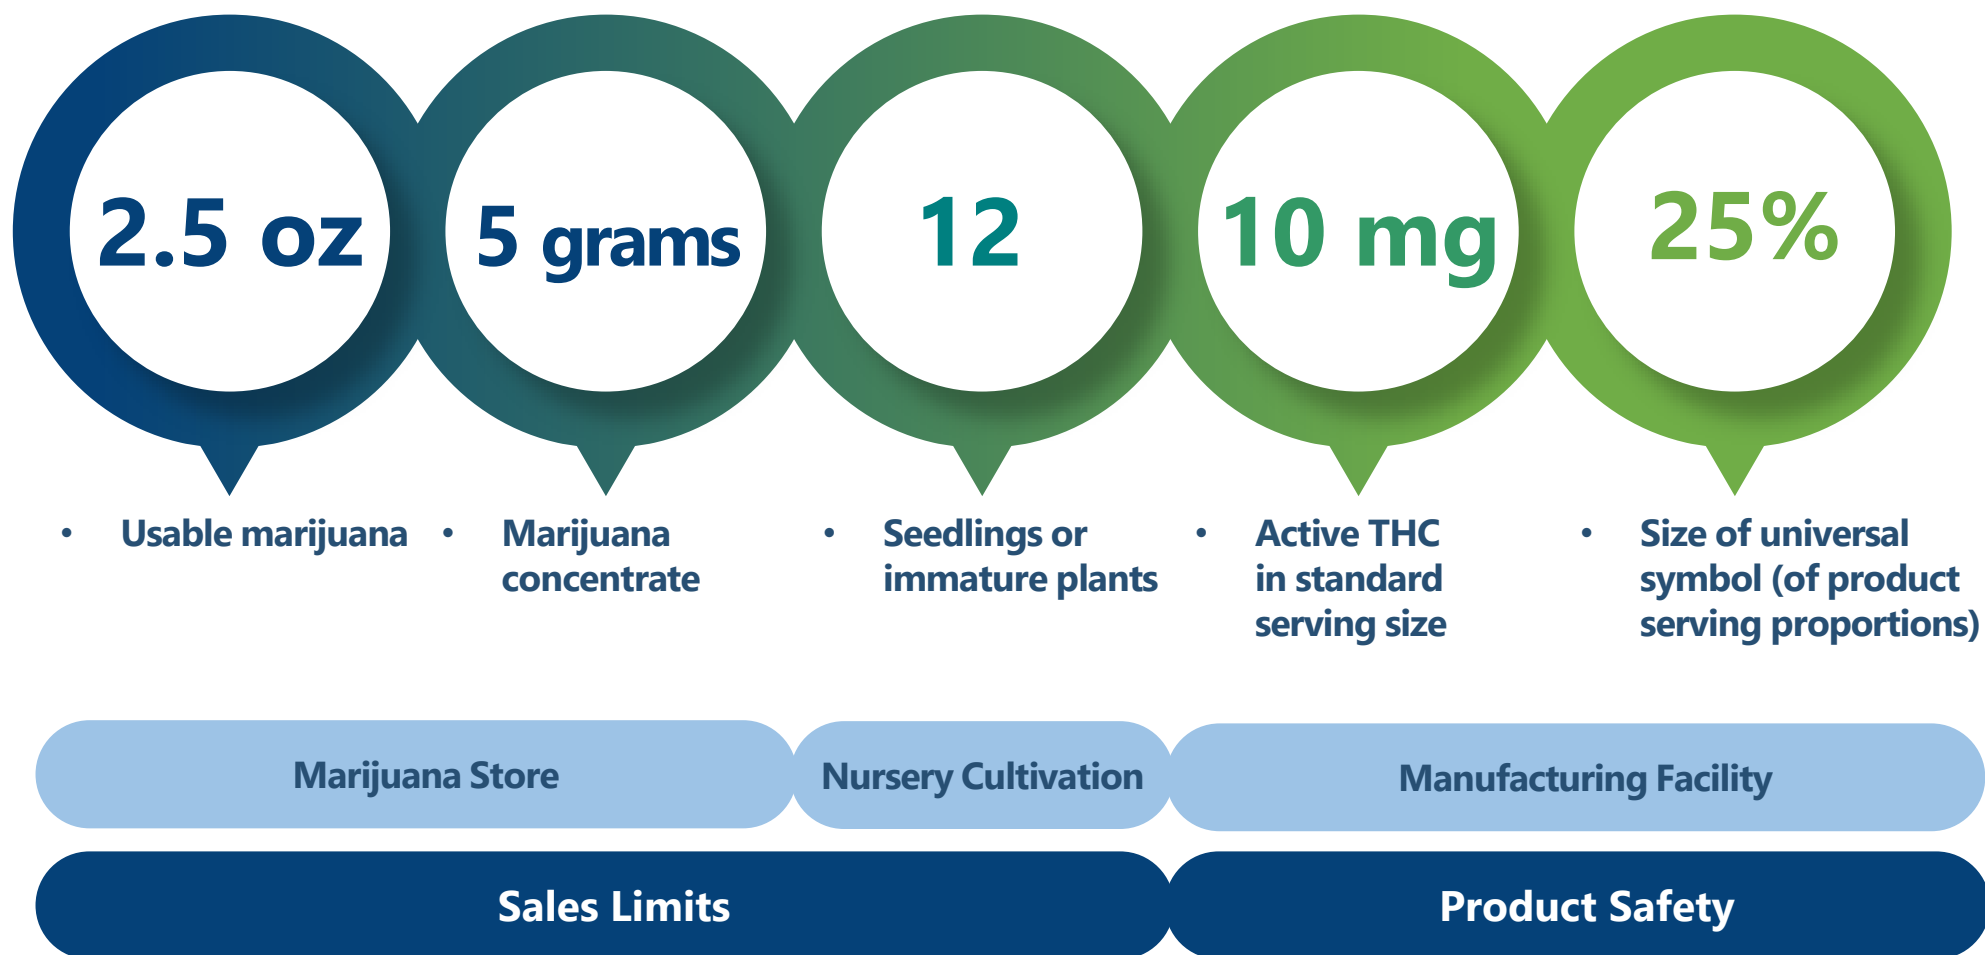 2.5 oz
5 grams
12
10 mg
25%
• Usable marijuana
• Marijuana
concentrate
• Seedlings or
immature plants
• Active THC
in standard
serving size
• Size of universal
symbol (of product
serving proportions)
Marijuana Store
Nursery Cultivation
Manufacturing Facility
Sales Limits
Product Safety